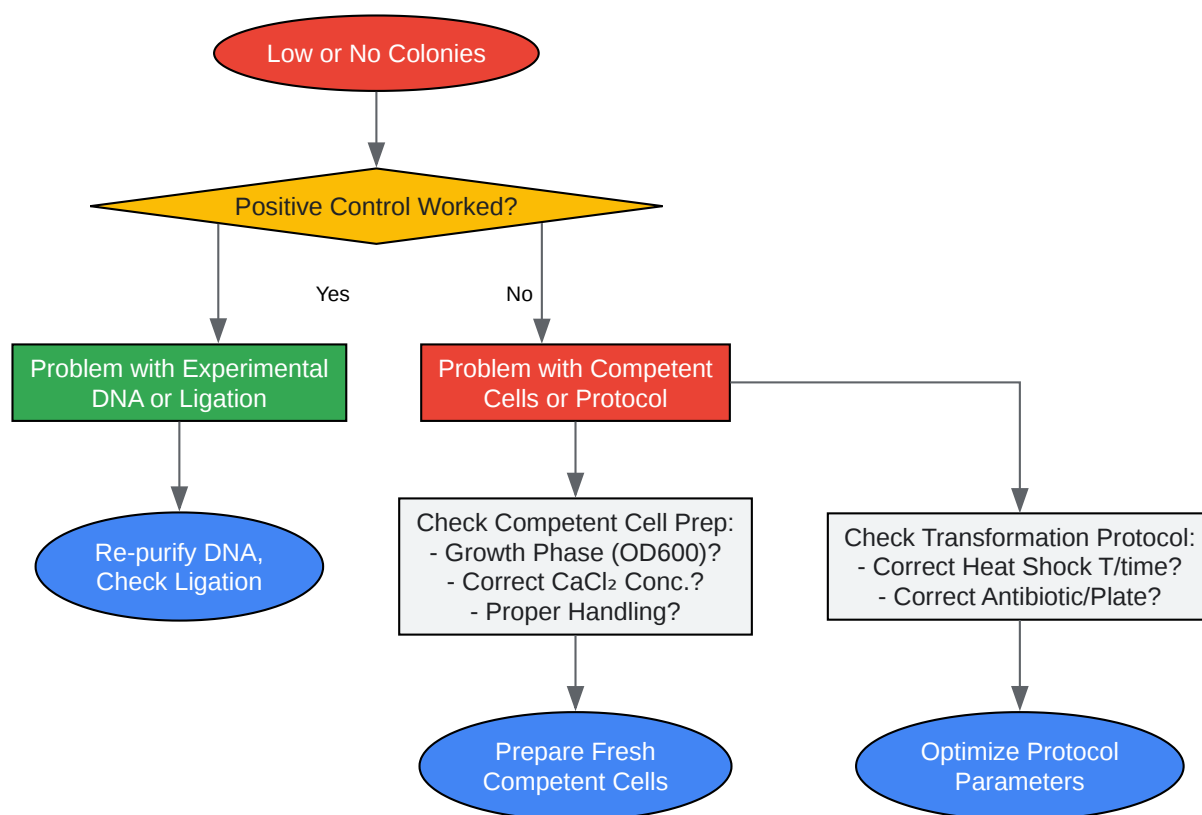 Low or No Colonies
Positive Control Worked?
Yes
No
Problem with Experimental
DNA or Ligation
Problem with Competent
Cells or Protocol
Re-purify DNA,
Check Ligation
Check Competent Cell Prep:
- Growth Phase (OD600)?
- Correct CaCl₂ Conc.?
- Proper Handling?
Check Transformation Protocol:
- Correct Heat Shock T/time?
- Correct Antibiotic/Plate?
Prepare Fresh
Competent Cells
Optimize Protocol
Parameters